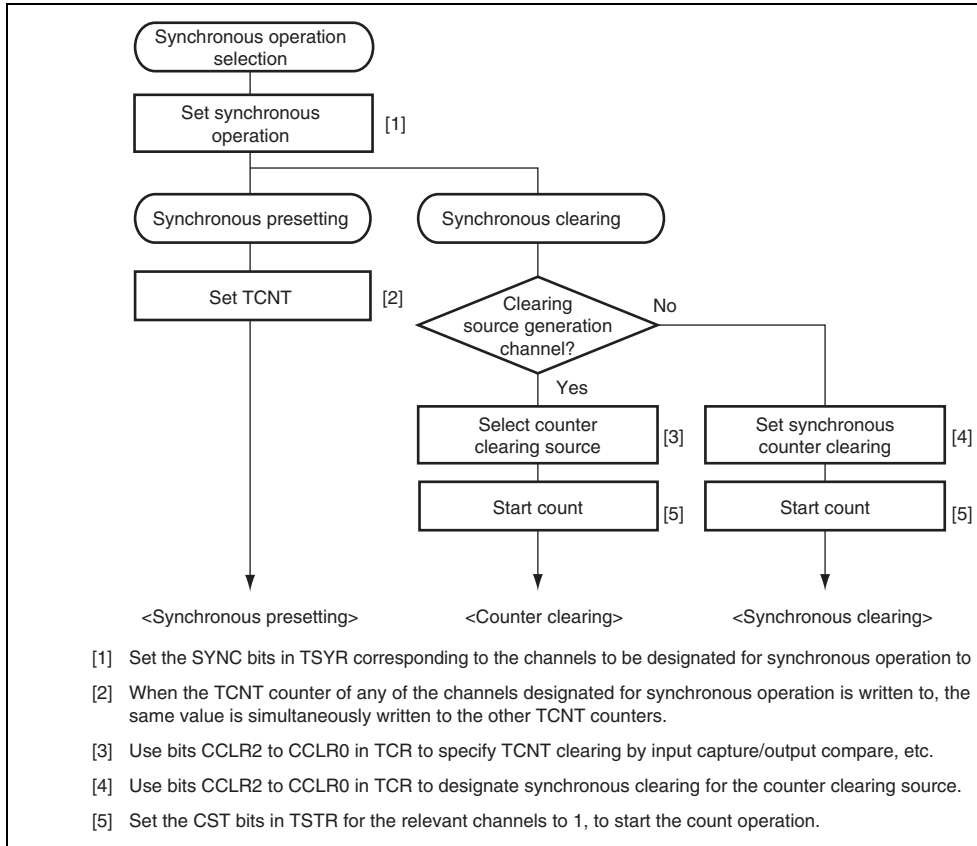 Synchronous operation
selection
Set synchronous
operation
[1]
Synchronous presetting
Synchronous clearing
Set TCNT
[2]
Clearing
source generation
channel?
No
Yes
Select counter
clearing source
[3]
Set synchronous
counter clearing
[4]
Start count
[5]
Start count
[5]
<Synchronous presetting>
<Counter clearing>
<Synchronous clearing>
[1] Set the SYNC bits in TSYR corresponding to the channels to be designated for synchronous operation to
[2] When the TCNT counter of any of the channels designated for synchronous operation is written to, the
same value is simultaneously written to the other TCNT counters.
[3] Use bits CCLR2 to CCLR0 in TCR to specify TCNT clearing by input capture/output compare, etc.
[4] Use bits CCLR2 to CCLR0 in TCR to designate synchronous clearing for the counter clearing source.
[5] Set the CST bits in TSTR for the relevant channels to 1, to start the count operation.